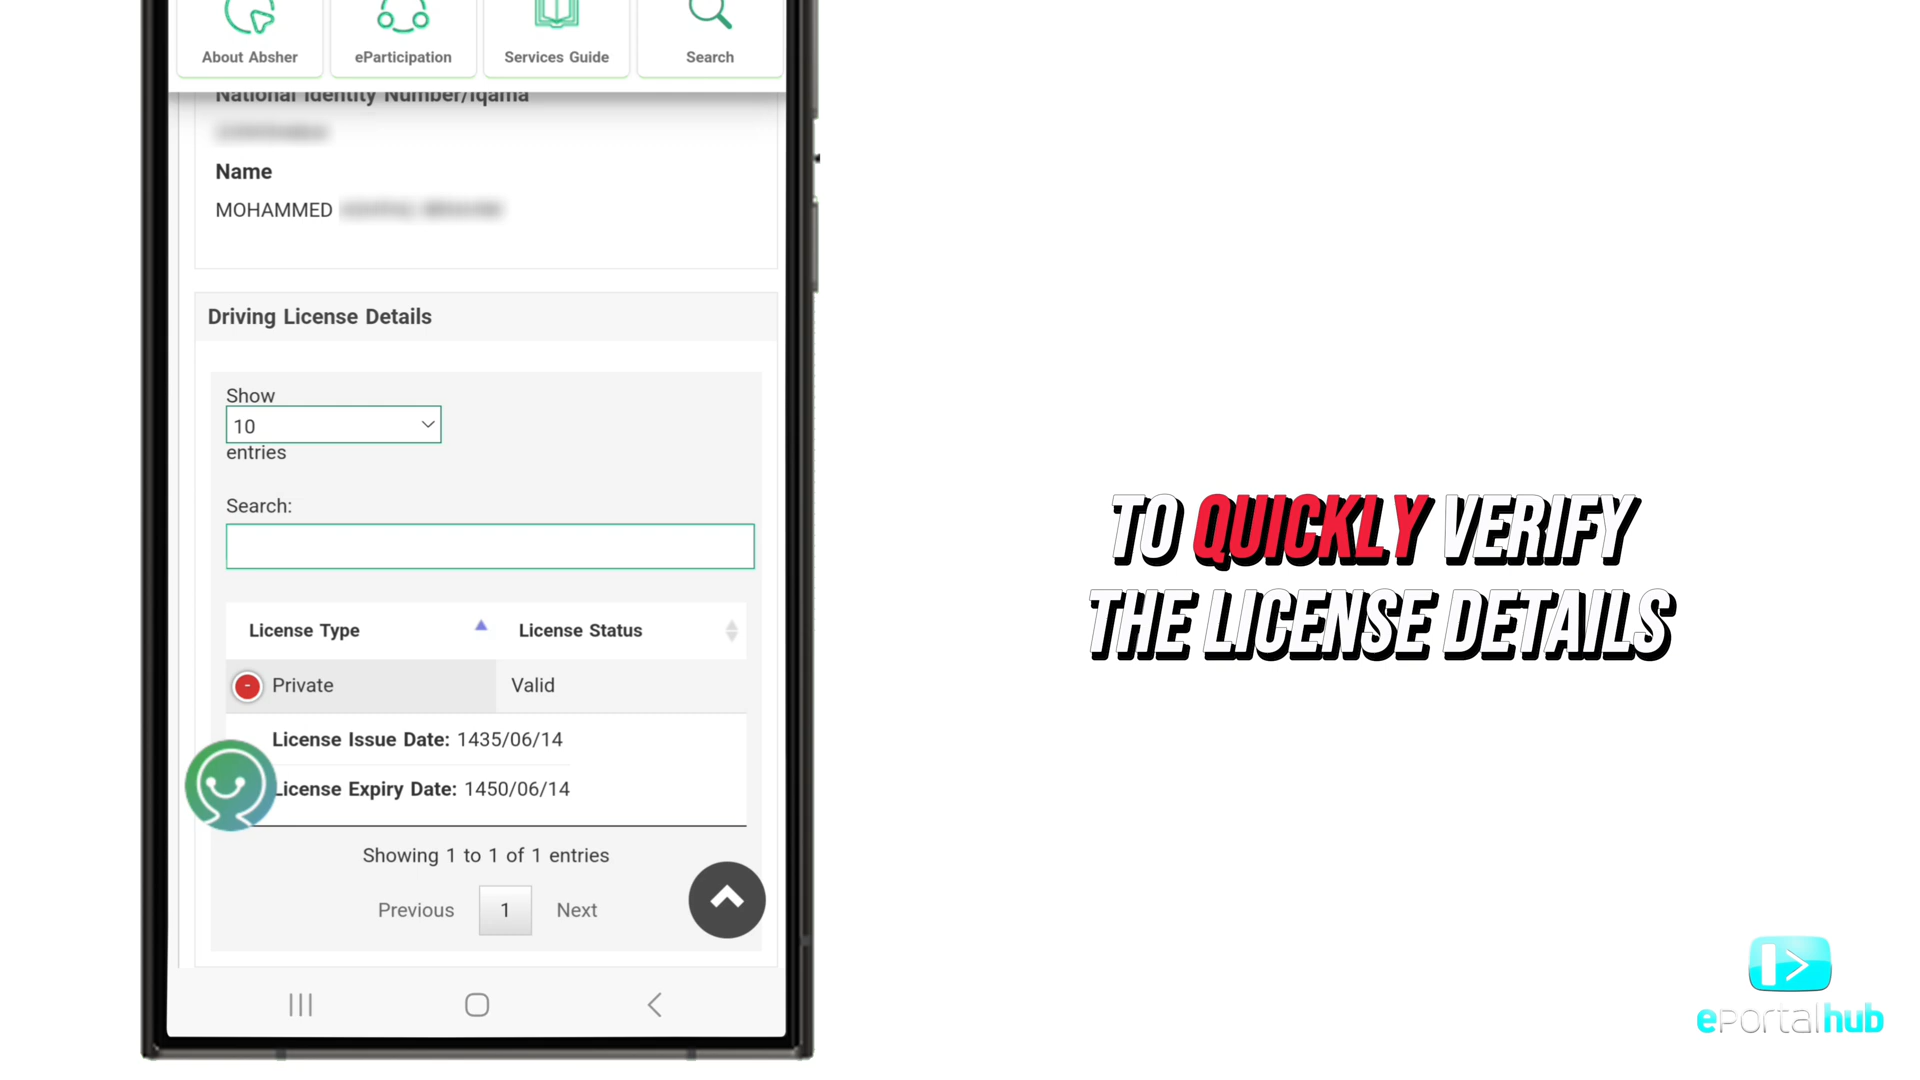 About Absher
eParticipation
Services Guide
Search
National Identity Number/Iqama
Name
MOHAMMED
Driving License Details
Show
10
entries
Search:
License Type
License Status
- Private
Valid
License Issue Date: 1435/06/14
License Expiry Date: 1450/06/14
Showing 1 to 1 of 1 entries
Previous
1
Next
TO QUICKLY VERIFY
THE LICENSE DETAILS
ePortalhub